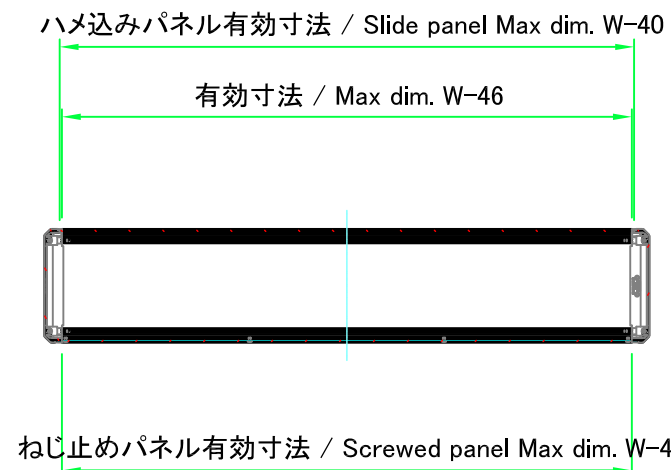 ハメ込みパネル有効寸法 / Slide panel Max dim. W-40
有効寸法 / Max dim. W-46
ねじ止めパネル有効寸法 / Screwed panel Max dim. W-4